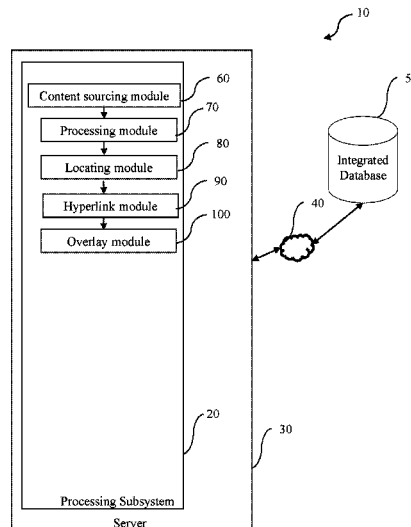 10
60
Content sourcing module
70
Processing module
80
Locating module
90
Hyperlink module
100
Overlay module
5
Integrated
Database
40
20
30
Processing Subsystem
Server